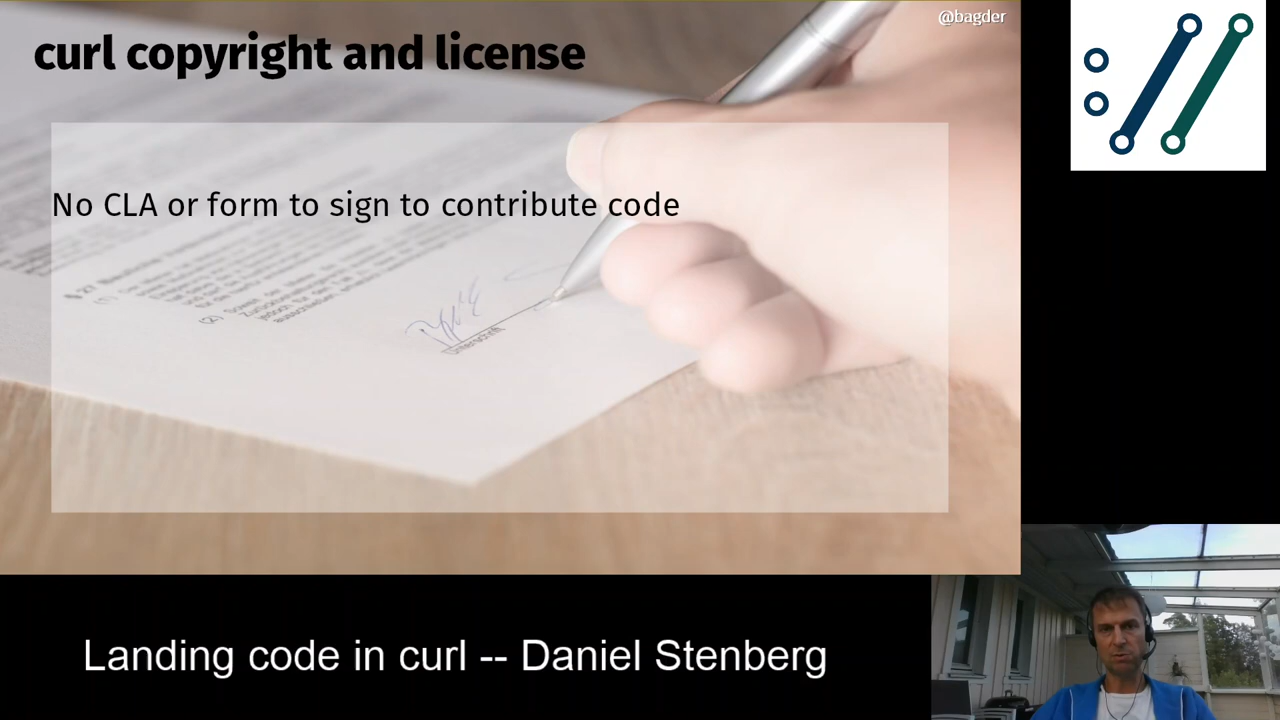 @bagder
curl copyright and license
No CLA or form to sign to contribute code
Unterschrift
Landing code in curl -- Daniel Stenberg